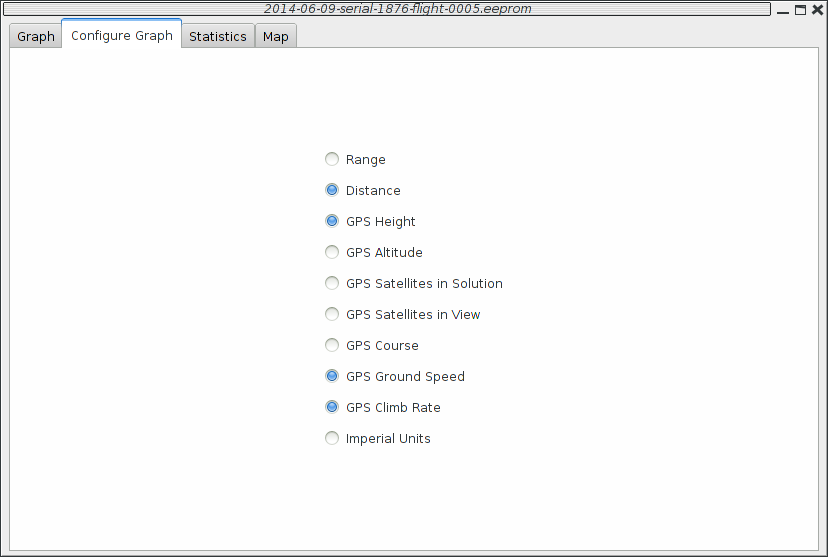 2014-06-09-serial-1876-flight-0005.eeprom
Graph Configure Graph Statistics Map
Range
Distance
GPS Height
GPS Altitude
GPS Satellites in Solution
GPS Satellites in View
GPS Course
GPS Ground Speed
GPS Climb Rate
Imperial Units